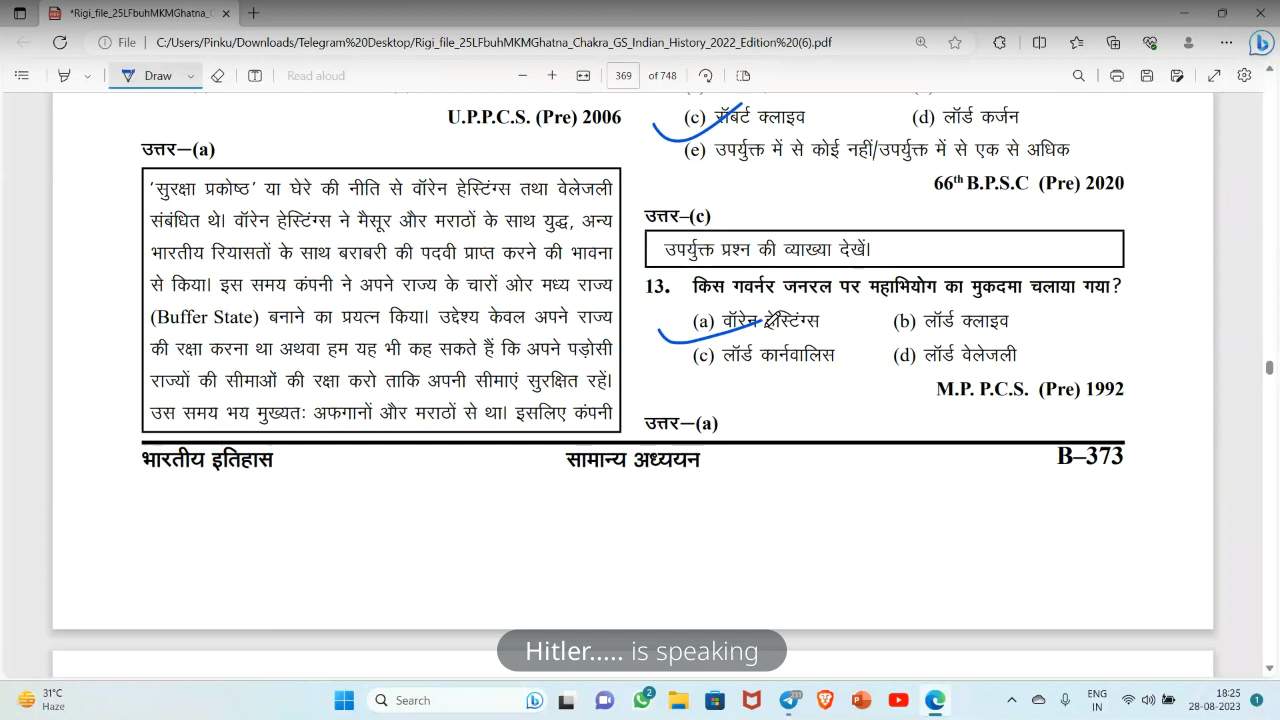 *Rigi_file_25LFbuhMKMGhatna_C
File
C:/Users/Pinku/Downloads/Telegram%20Desktop/Rigi_file_25LFbuhMKMGhatna_Chakra_GS_Indian_History_2022_Edition%20(6).pdf
Draw
Read aloud
369 of 748
U.P.P.C.S. (Pre) 2006
उत्तर–(a)
'सुरक्षा प्रकोष्ठ' या घेरे की नीति से वॉरेन हेस्टिंग्स तथा वेलेजली
संबंधित थे। वॉरेन हेस्टिंग्स ने मैसूर और मराठों के साथ युद्ध, अन्य
भारतीय रियासतों के साथ बराबरी की पदवी प्राप्त करने की भावना
से किया। इस समय कंपनी ने अपने राज्य के चारों ओर मध्य राज्य
(Buffer State) बनाने का प्रयत्न किया। उद्देश्य केवल अपने राज्य
की रक्षा करना था अथवा हम यह भी कह सकते हैं कि अपने पड़ोसी
राज्यों की सीमाओं की रक्षा करो ताकि अपनी सीमाएं सुरक्षित रहें।
उस समय भय मुख्यतः अफगानों और मराठों से था। इसलिए कंपनी
(c) रॉबर्ट क्लाइव (d) लॉर्ड कर्जन
(e) उपर्युक्त में से कोई नहीं/उपर्युक्त में से एक से अधिक
66th B.P.S.C (Pre) 2020
उत्तर–(c)
उपर्युक्त प्रश्न की व्याख्या देखें।
13. किस गवर्नर जनरल पर महाभियोग का मुकदमा चलाया गया?
(a) वॉरेन हेस्टिंग्स (b) लॉर्ड क्लाइव
(c) लॉर्ड कार्नवालिस (d) लॉर्ड वेलेजली
M.P. P.C.S. (Pre) 1992
उत्तर–(a)
भारतीय इतिहास सामान्य अध्ययन B–373
Hitler..... is speaking
31°C
Haze
Search
2
231
ENG
IN
18:25
28-08-2023
1